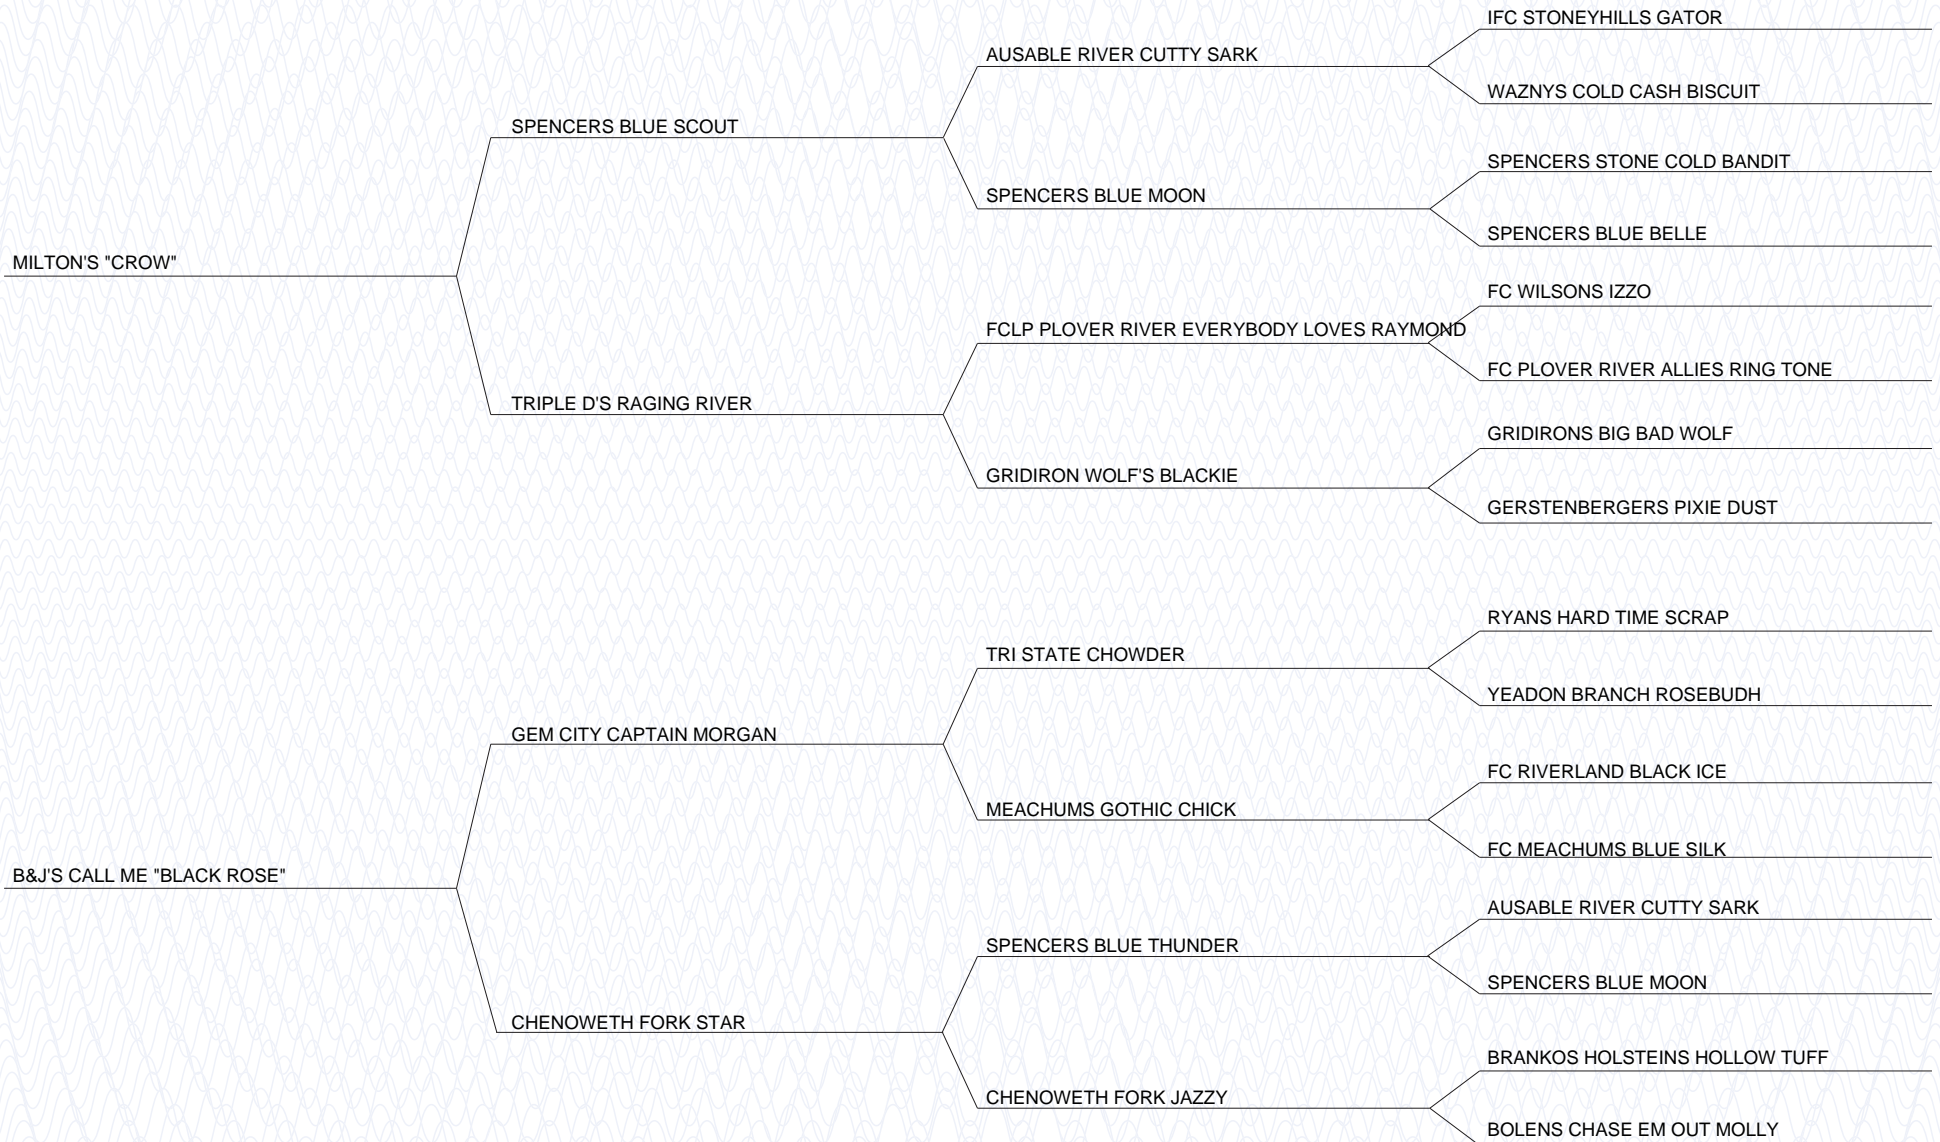 IFC STONEYHILLS GATOR
AUSABLE RIVER CUTTY SARK
WAZNYS COLD CASH BISCUIT
SPENCERS BLUE SCOUT
SPENCERS STONE COLD BANDIT
SPENCERS BLUE MOON
SPENCERS BLUE BELLE
MILTON'S "CROW"
FC WILSONS IZZO
FCLP PLOVER RIVER EVERYBODY LOVES RAYMOND
FC PLOVER RIVER ALLIES RING TONE
TRIPLE D'S RAGING RIVER
GRIDIRONS BIG BAD WOLF
GRIDIRON WOLF'S BLACKIE
GERSTENBERGERS PIXIE DUST
RYANS HARD TIME SCRAP
TRI STATE CHOWDER
YEADON BRANCH ROSEBUDH
GEM CITY CAPTAIN MORGAN
FC RIVERLAND BLACK ICE
MEACHUMS GOTHIC CHICK
FC MEACHUMS BLUE SILK
B&J'S CALL ME "BLACK ROSE"
AUSABLE RIVER CUTTY SARK
SPENCERS BLUE THUNDER
SPENCERS BLUE MOON
CHENOWETH FORK STAR
BRANKOS HOLSTEINS HOLLOW TUFF
CHENOWETH FORK JAZZY
BOLENS CHASE EM OUT MOLLY